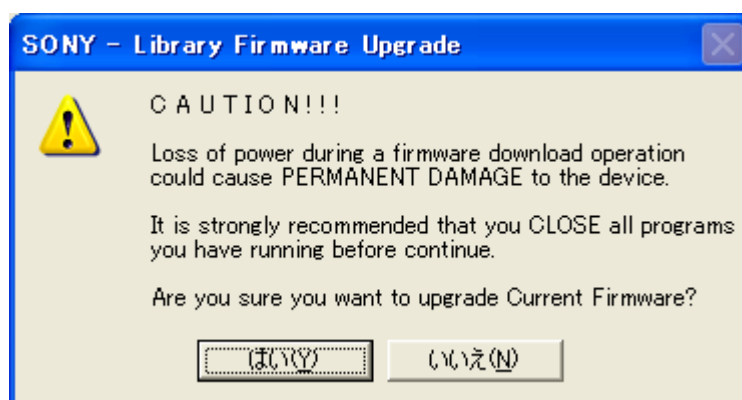 SONY - Library Firmware Upgrade
C A U T I O N ! ! !
Loss of power during a firmware download operation
could cause PERMANENT DAMAGE to the device.
It is strongly recommended that you CLOSE all programs
you have running before continue.
Are you sure you want to upgrade Current Firmware?
はい(Y) いいえ(N)